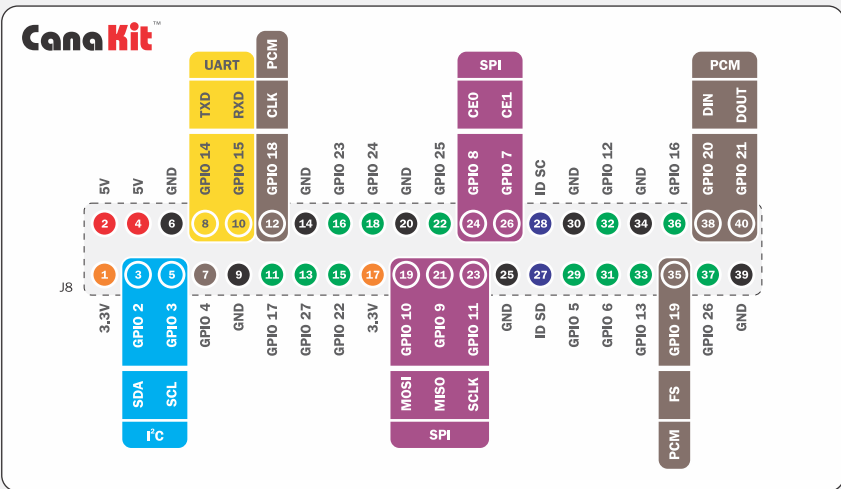 CanaKit™
UART
PCM
SPI
PCM
TXD
RXD
CLK
CE0
CE1
DIN
DOUT
5V
5V
GND
GPIO 14
GPIO 15
GPIO 18
GND
GPIO 23
GPIO 24
GND
GPIO 25
GPIO 8
GPIO 7
ID SC
GND
GPIO 12
GND
GPIO 16
GPIO 20
GPIO 21
2 4 6 8 10 12 14 16 18 20 22 24 26 28 30 32 34 36 38 40
1 3 5 7 9 11 13 15 17 19 21 23 25 27 29 31 33 35 37 39
J8
3.3V
GPIO 2
GPIO 3
GPIO 4
GND
GPIO 17
GPIO 27
GPIO 22
3.3V
GPIO 10
GPIO 9
GPIO 11
GND
ID SD
GPIO 5
GPIO 6
GPIO 13
GPIO 19
GPIO 26
GND
SDA
SCL
MOSI
MISO
SCLK
FS
I²C
SPI
PCM